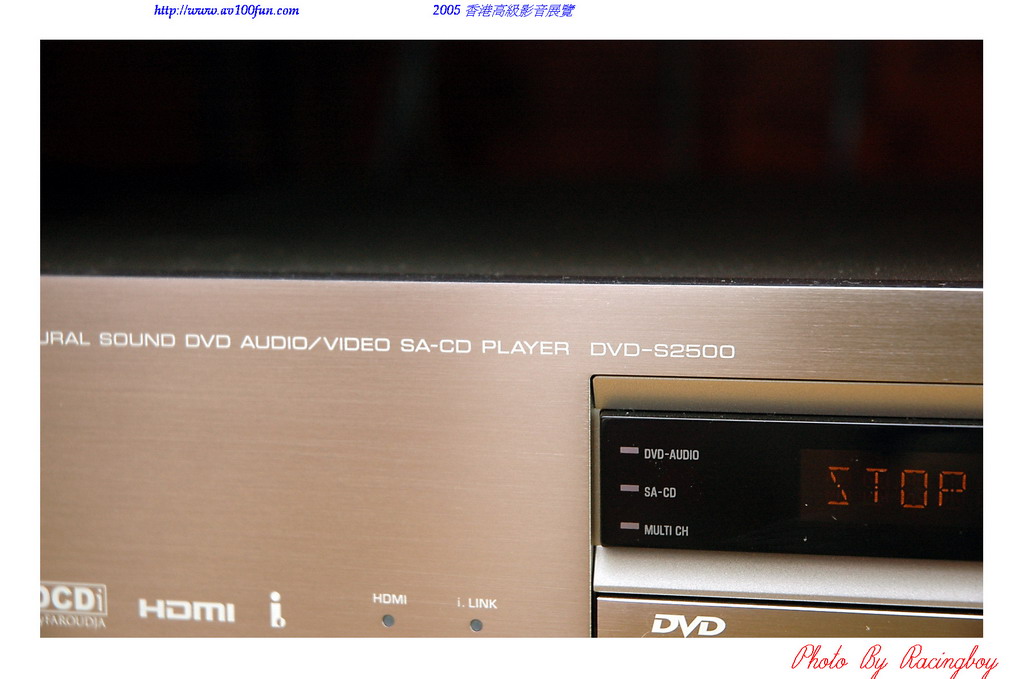 http://www.av100fun.com 2005 香港高級影音展覽
URAL SOUND DVD AUDIO/VIDEO SA-CD PLAYER DVD-S2500
DVD-AUDIO
SA-CD
STOP
MULTI CH
DCDi
by FAROUDJA
HDMI
i
HDMI
i.LINK
DVD
Photo By Racingboy